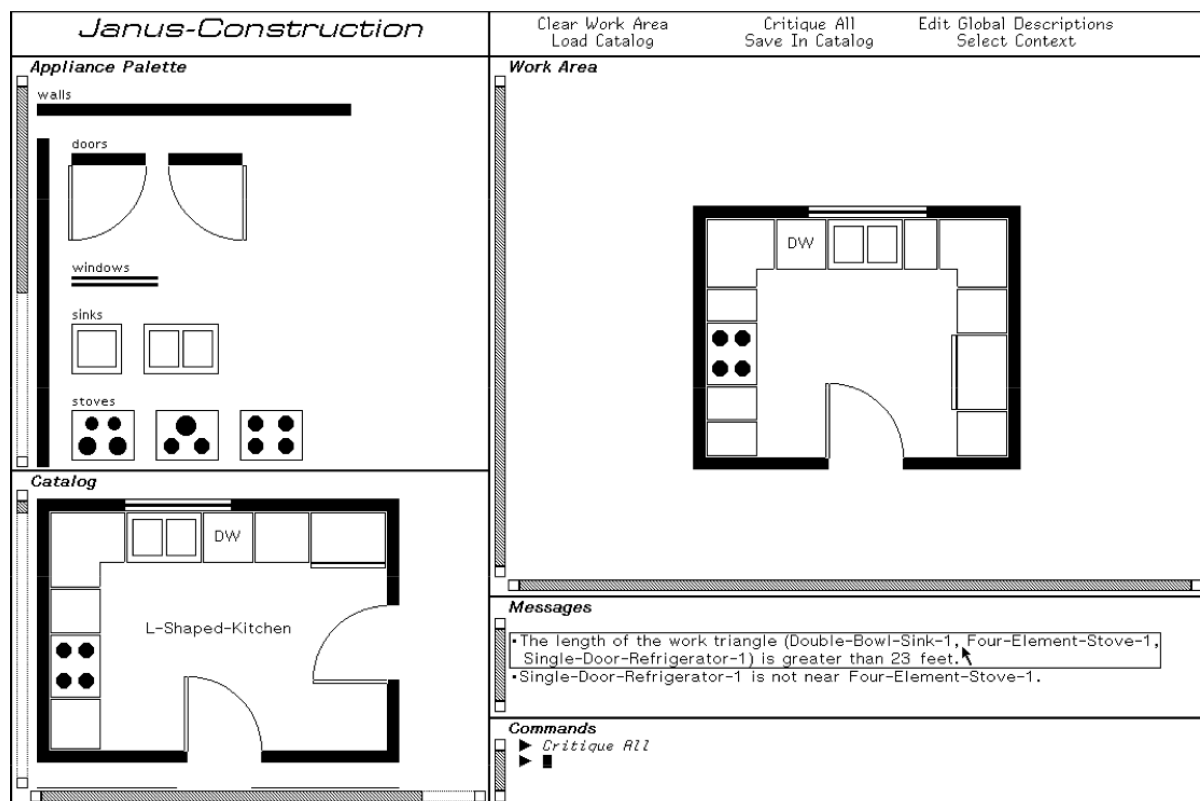 Janus-Construction
Clear Work Area
Critique All
Edit Global Descriptions
Load Catalog
Save In Catalog
Select Context
Appliance Palette
walls
doors
windows
sinks
stoves
Work Area
DW
Catalog
DW
L-Shaped-Kitchen
Messages
•The length of the work triangle (Double-Bowl-Sink-1, Four-Element-Stove-1,
Single-Door-Refrigerator-1) is greater than 23 feet.
•Single-Door-Refrigerator-1 is not near Four-Element-Stove-1.
Commands
Critique All